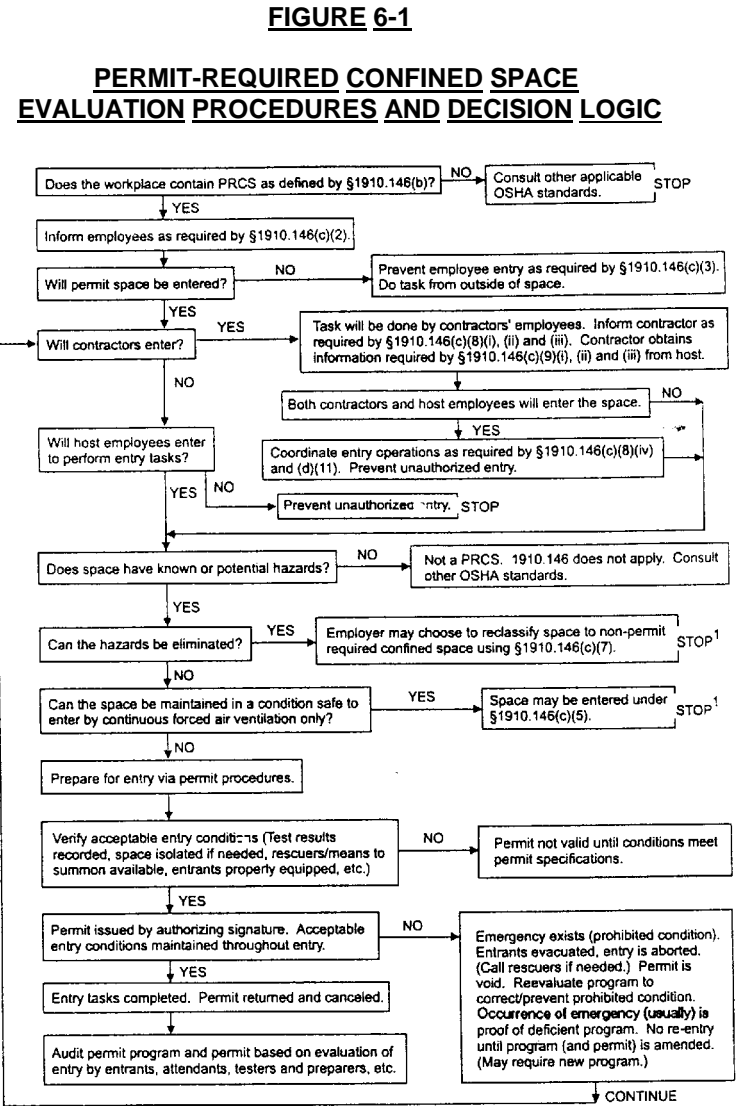 FIGURE 6-1
PERMIT-REQUIRED CONFINED SPACE
EVALUATION PROCEDURES AND DECISION LOGIC
Does the workplace contain PRCS as defined by §1910.146(b)?
NO
Consult other applicable
OSHA standards.
STOP
YES
Inform employees as required by §1910.146(c)(2).
Will permit space be entered?
NO
Prevent employee entry as required by §1910.146(c)(3).
Do task from outside of space.
YES
Will contractors enter?
YES
Task will be done by contractors' employees. Inform contractor as
required by §1910.146(c)(8)(i), (ii) and (iii). Contractor obtains
information required by §1910.146(c)(9)(i), (ii) and (iii) from host.
NO
Both contractors and host employees will enter the space.
NO
YES
Will host employees enter
to perform entry tasks?
Coordinate entry operations as required by §1910.146(c)(8)(iv)
and (d)(11). Prevent unauthorized entry.
YES
NO
Prevent unauthorized entry.
STOP
Does space have known or potential hazards?
NO
Not a PRCS. 1910.146 does not apply. Consult
other OSHA standards.
YES
Can the hazards be eliminated?
YES
Employer may choose to reclassify space to non-permit
required confined space using §1910.146(c)(7).
STOP1
NO
Can the space be maintained in a condition safe to
enter by continuous forced air ventilation only?
YES
Space may be entered under
§1910.146(c)(5).
STOP1
NO
Prepare for entry via permit procedures.
Verify acceptable entry conditions (Test results
recorded, space isolated if needed, rescuers/means to
summon available, entrants properly equipped, etc.)
NO
Permit not valid until conditions meet
permit specifications.
YES
Permit issued by authorizing signature. Acceptable
entry conditions maintained throughout entry.
NO
Emergency exists (prohibited condition).
Entrants evacuated, entry is aborted.
(Call rescuers if needed.) Permit is
void. Reevaluate program to
correct/prevent prohibited condition.
Occurrence of emergency (usually) is
proof of deficient program. No re-entry
until program (and permit) is amended.
(May require new program.)
YES
Entry tasks completed. Permit returned and canceled.
Audit permit program and permit based on evaluation of
entry by entrants, attendants, testers and preparers, etc.
CONTINUE